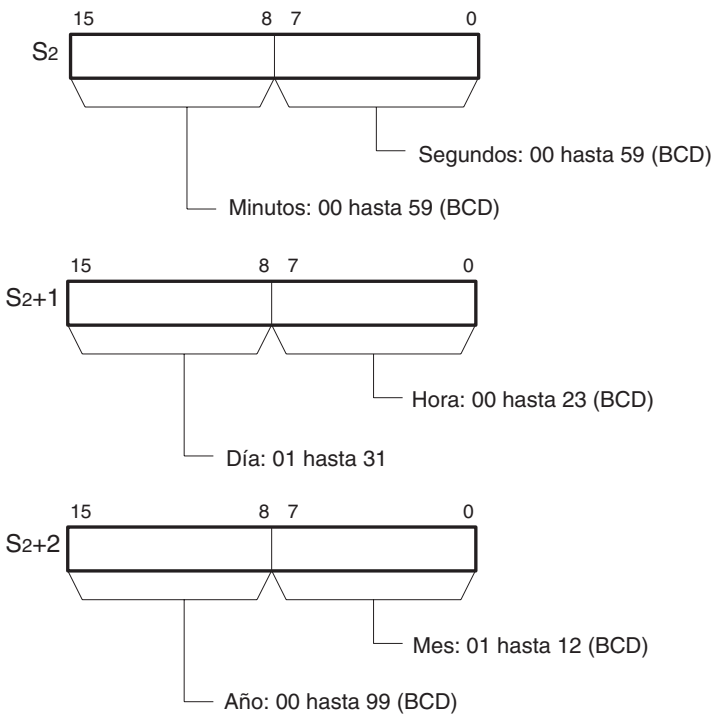 15 8 7 0
S2
Segundos: 00 hasta 59 (BCD)
Minutos: 00 hasta 59 (BCD)
15 8 7 0
S2+1
Hora: 00 hasta 23 (BCD)
Día: 01 hasta 31
15 8 7 0
S2+2
Mes: 01 hasta 12 (BCD)
Año: 00 hasta 99 (BCD)